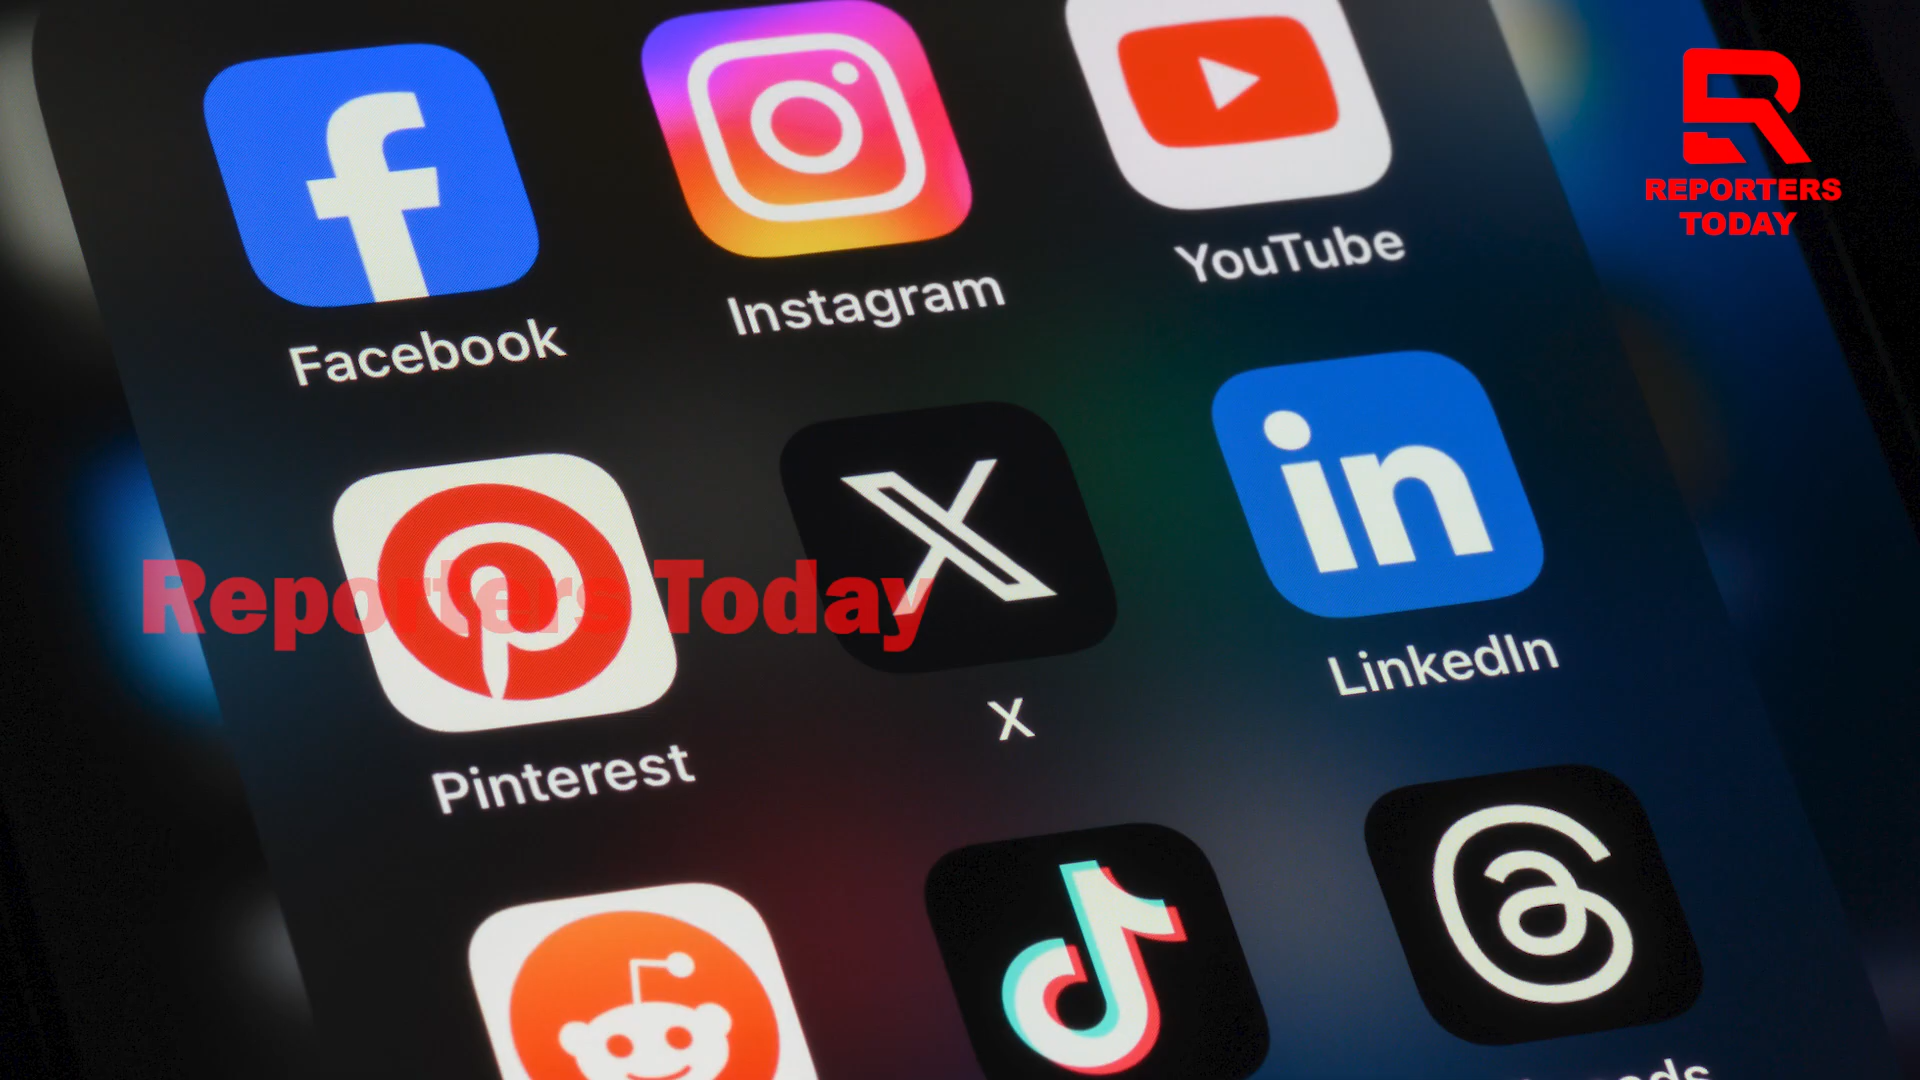 Facebook
Instagram
YouTube
REPORTERS
TODAY
Pinterest
X
LinkedIn
Reporters Today